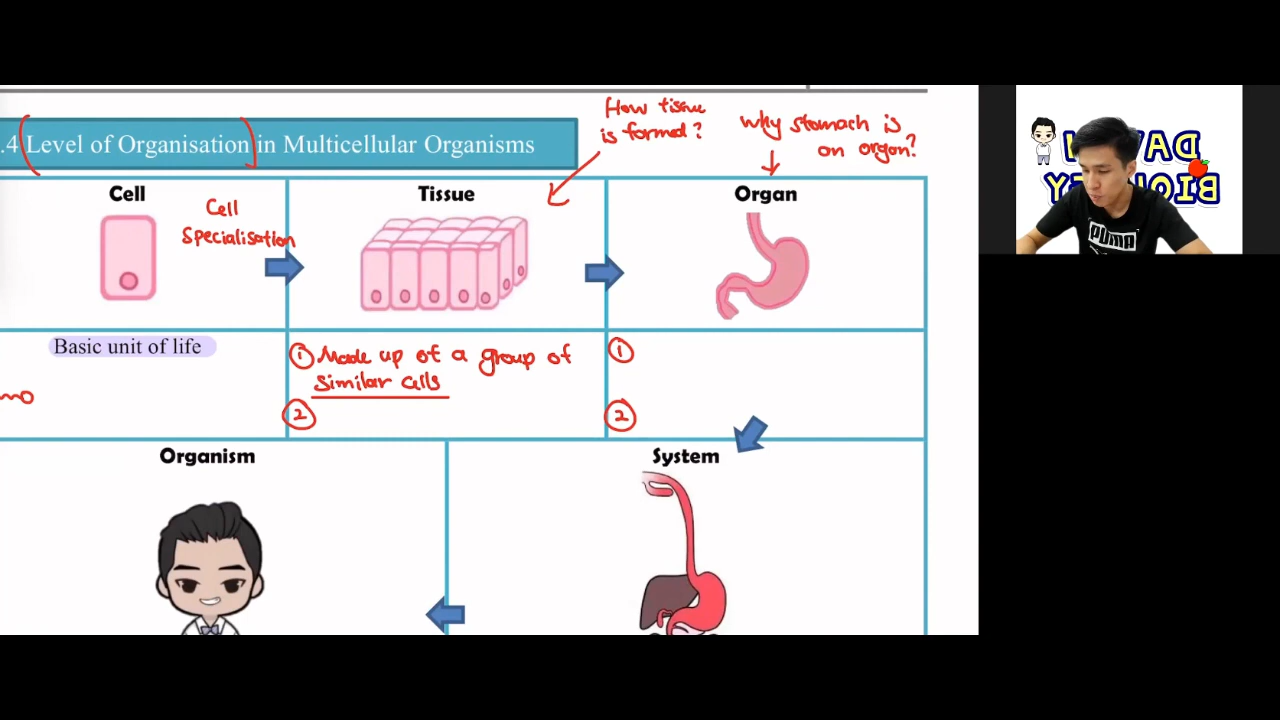 How tissue
is formed?
Why stomach is
an organ?
.4 Level of Organisation in Multicellular Organisms
Cell
Tissue
Organ
Cell
Specialisation
Basic unit of life
① Made up of a group of
similar cells
②
①
②
Organism
System
PUMA